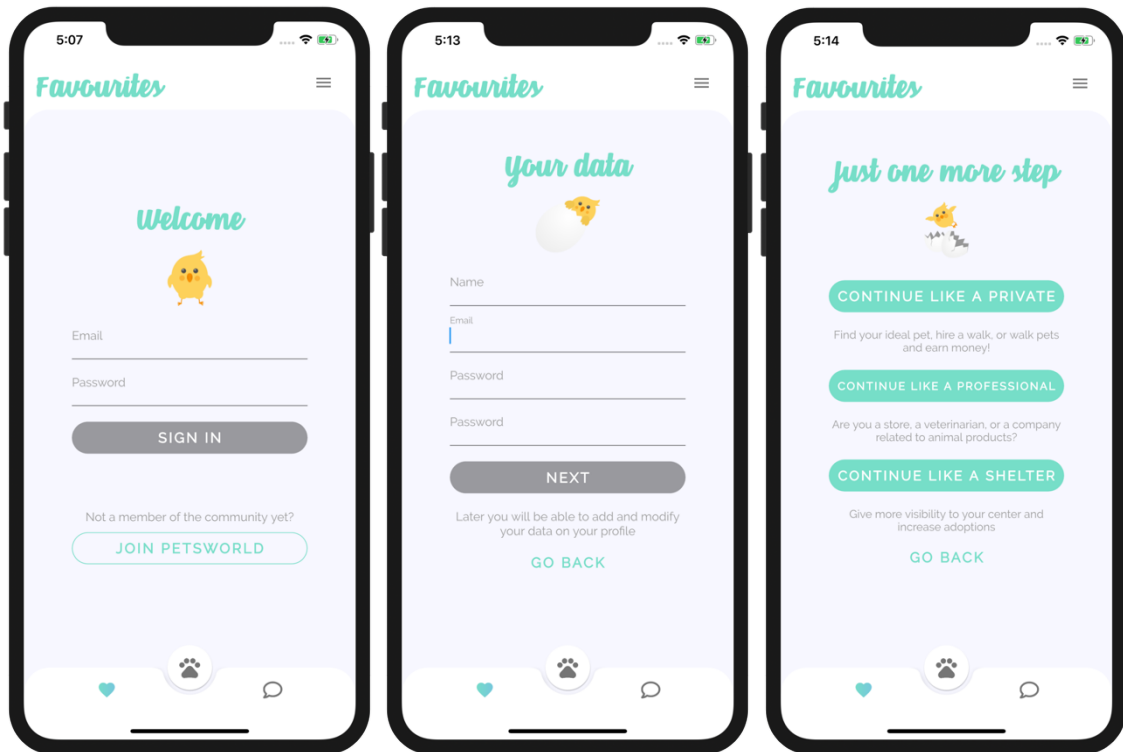 5:07
Favourites
Welcome
Email
Password
SIGN IN
Not a member of the community yet?
JOIN PETSWORLD
5:13
Favourites
Your data
Name
Email
Password
Password
NEXT
Later you will be able to add and modify
your data on your profile
GO BACK
5:14
Favourites
Just one more step
CONTINUE LIKE A PRIVATE
Find your ideal pet, hire a walk, or walk pets
and earn money!
CONTINUE LIKE A PROFESSIONAL
Are you a store, a veterinarian, or a company
related to animal products?
CONTINUE LIKE A SHELTER
Give more visibility to your center and
increase adoptions
GO BACK